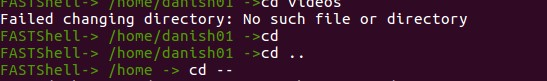 FASTShell-> /home/danish01 ->cd videos
Failed changing directory: No such file or directory
FASTShell-> /home/danish01 ->cd
FASTShell-> /home/danish01 ->cd ..
FASTShell-> /home -> cd --